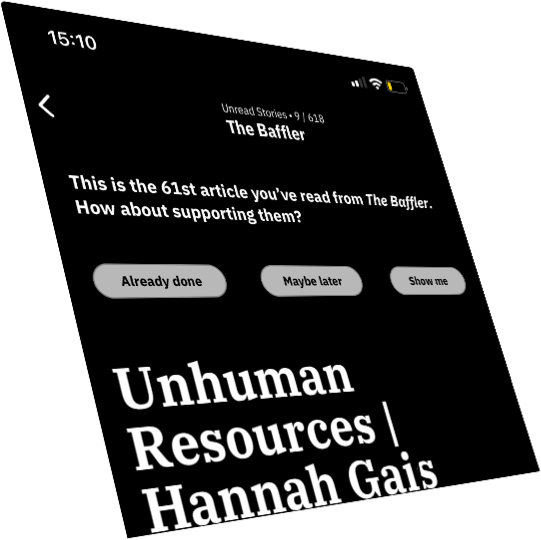 15:10
Unread Stories • 9 / 618
The Baffler
This is the 61st article you've read from The Baffler.
How about supporting them?
Already done
Maybe later
Show me
Unhuman
Resources |
Hannah Gais